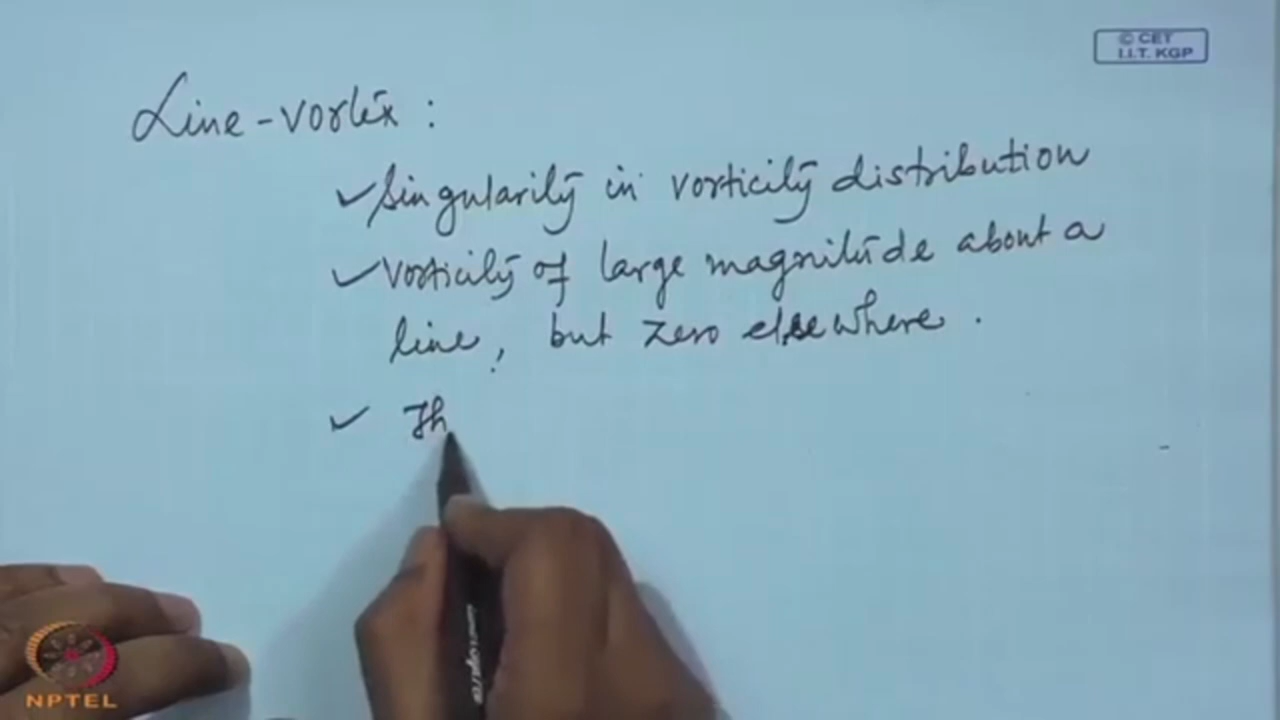 © CET
I.I.T. KGP
Line-vortex :
✓ Singularity in vorticity distribution
✓ Vorticity of large magnitude about a
line, but zero elsewhere .
✓ Th
NPTEL